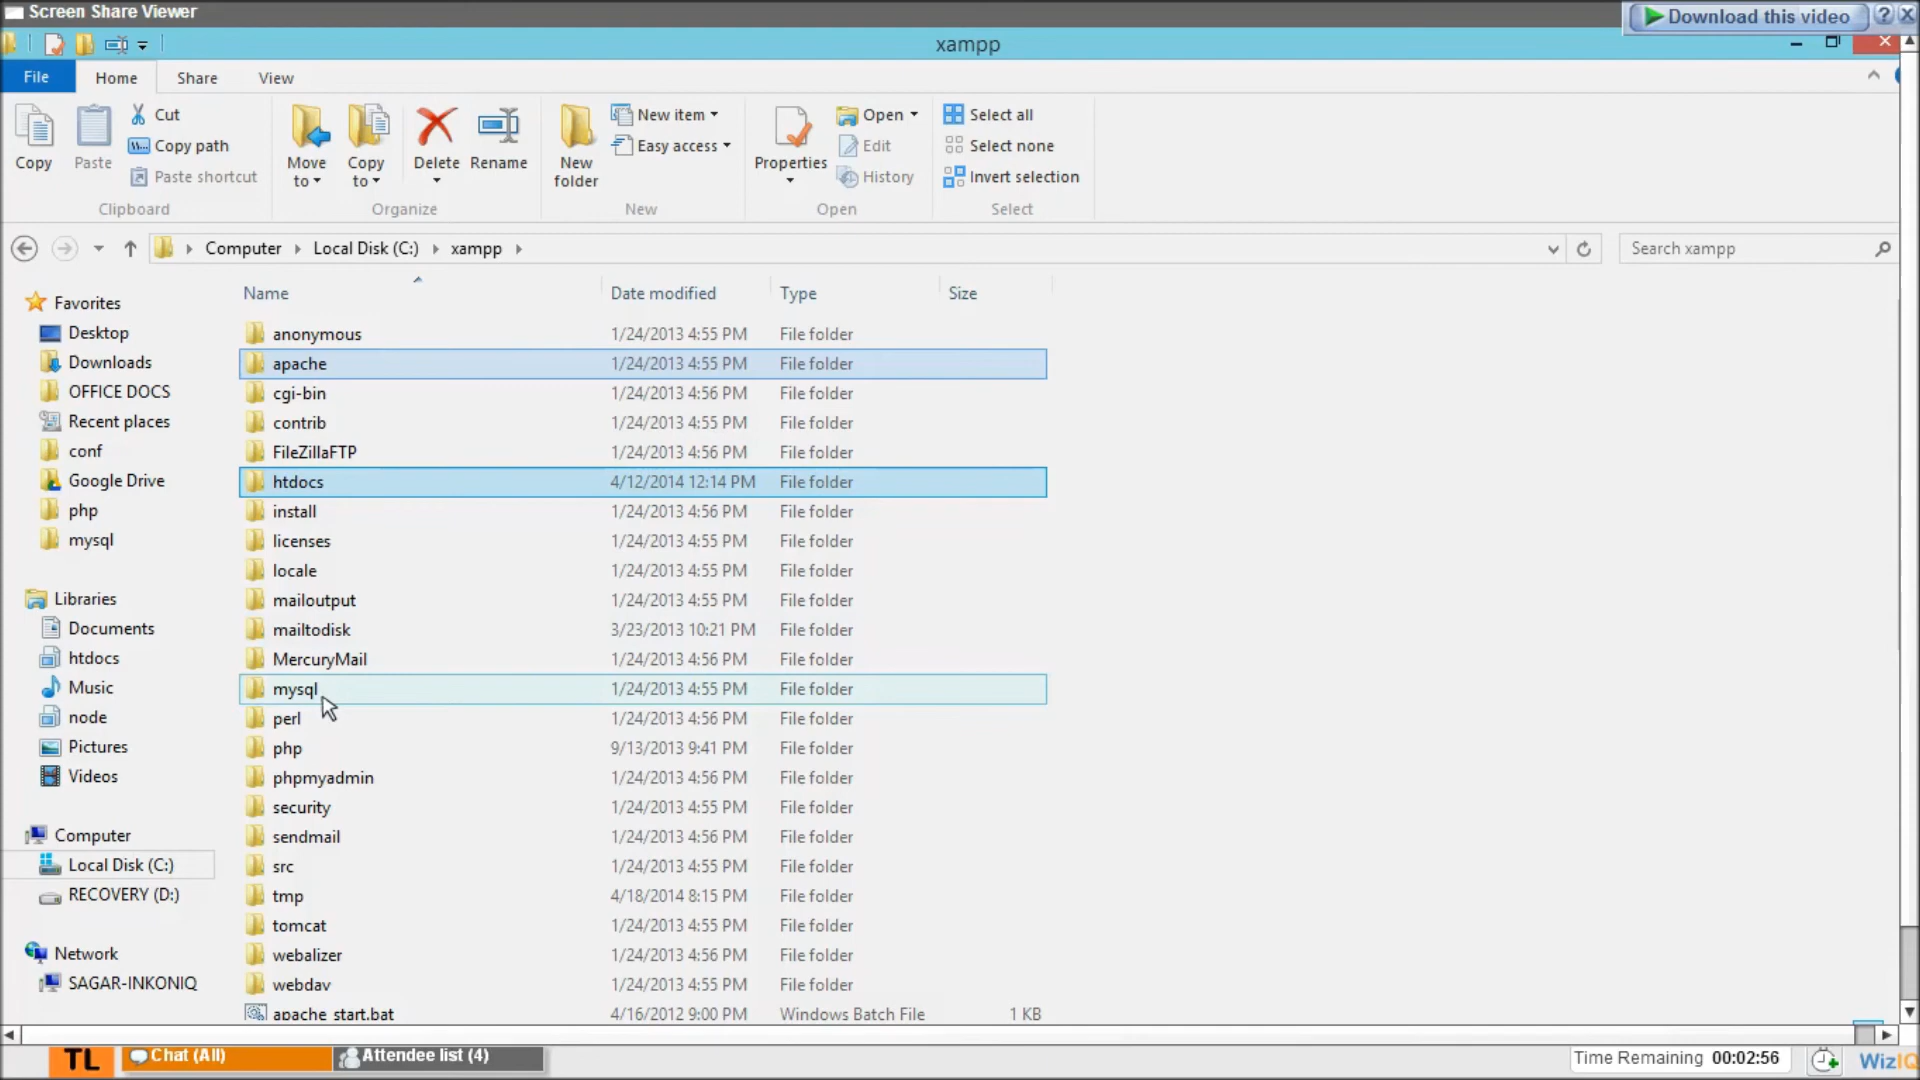 Screen Share Viewer
Download this video
xampp
File Home Share View
Copy
Paste
Cut
Copy path
Paste shortcut
Clipboard
Move to
Copy to
Delete
Rename
Organize
New folder
New item
Easy access
New
Properties
Open
Edit
History
Open
Select all
Select none
Invert selection
Select
Computer Local Disk (C:) xampp
Search xampp
Favorites
Desktop
Downloads
OFFICE DOCS
Recent places
conf
Google Drive
php
mysql
Libraries
Documents
htdocs
Music
node
Pictures
Videos
Computer
Local Disk (C:)
RECOVERY (D:)
Network
SAGAR-INKONIQ
Name Date modified Type Size
anonymous 1/24/2013 4:55 PM File folder
apache 1/24/2013 4:55 PM File folder
cgi-bin 1/24/2013 4:56 PM File folder
contrib 1/24/2013 4:55 PM File folder
FileZillaFTP 1/24/2013 4:56 PM File folder
htdocs 4/12/2014 12:14 PM File folder
install 1/24/2013 4:56 PM File folder
licenses 1/24/2013 4:55 PM File folder
locale 1/24/2013 4:55 PM File folder
mailoutput 1/24/2013 4:55 PM File folder
mailtodisk 3/23/2013 10:21 PM File folder
MercuryMail 1/24/2013 4:56 PM File folder
mysql 1/24/2013 4:55 PM File folder
perl 1/24/2013 4:56 PM File folder
php 9/13/2013 9:41 PM File folder
phpmyadmin 1/24/2013 4:56 PM File folder
security 1/24/2013 4:55 PM File folder
sendmail 1/24/2013 4:56 PM File folder
src 1/24/2013 4:55 PM File folder
tmp 4/18/2014 8:15 PM File folder
tomcat 1/24/2013 4:55 PM File folder
webalizer 1/24/2013 4:56 PM File folder
webdav 1/24/2013 4:55 PM File folder
apache_start.bat 4/16/2012 9:00 PM Windows Batch File 1 KB
TL Chat (All) Attendee list (4) Time Remaining 00:02:56 WizIQ